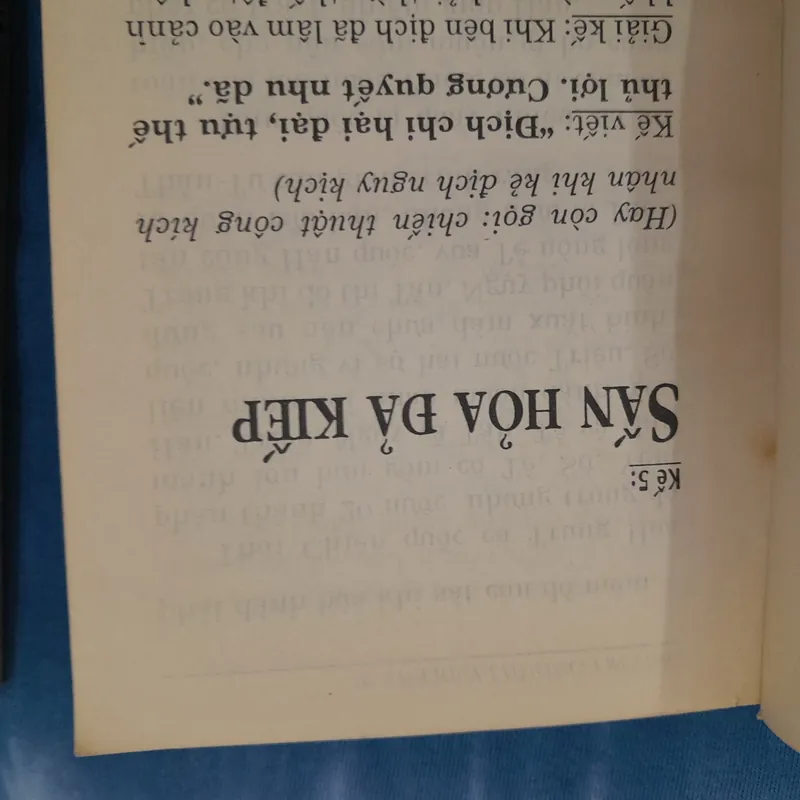 Kế 5:
SẤN HỎA ĐẢ KIẾP
(Hay còn gọi: chiến thuật công kích
nhân khi kẻ địch nguy kịch)
Kế viết: “Địch chi hại đại, tựu thế
thủ lợi. Cương quyết nhu dã.”
Giải kế: Khi bên địch đã lâm vào cảnh